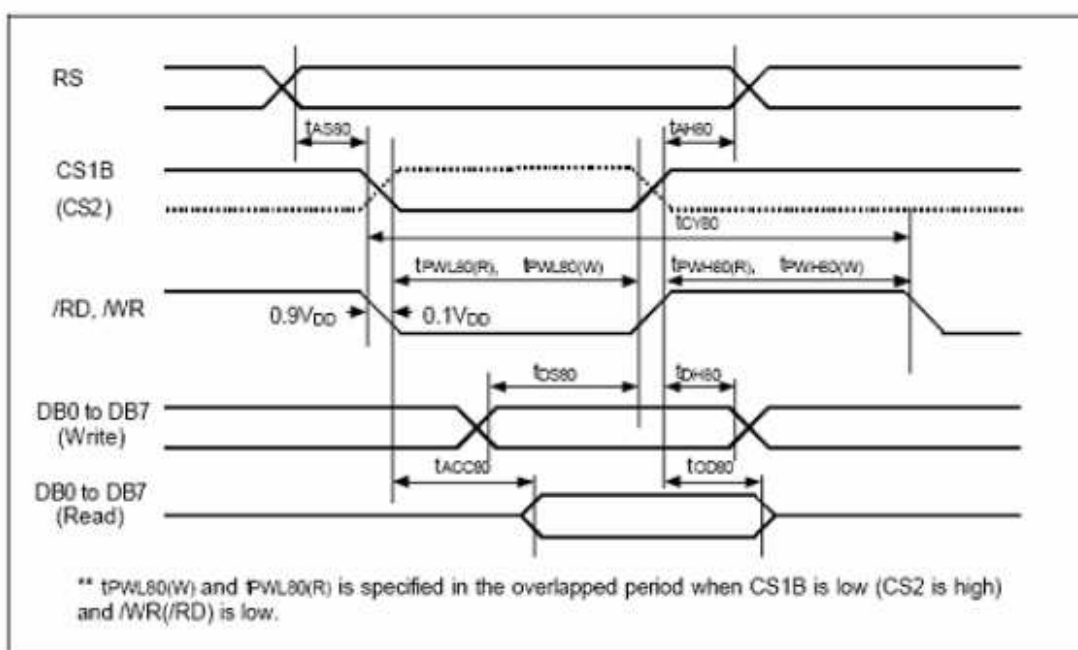 RS
tAS80 tAH80
CS1B
(CS2)
tCY80
tPWL80(R), tPWL80(W) tPWH80(R), tPWH80(W)
/RD, /WR
0.9VDD 0.1VDD
tDS80 tDH80
DB0 to DB7
(Write)
tACC80 tOD80
DB0 to DB7
(Read)
** tPWL80(W) and tPWL80(R) is specified in the overlapped period when CS1B is low (CS2 is high)
and /WR(/RD) is low.